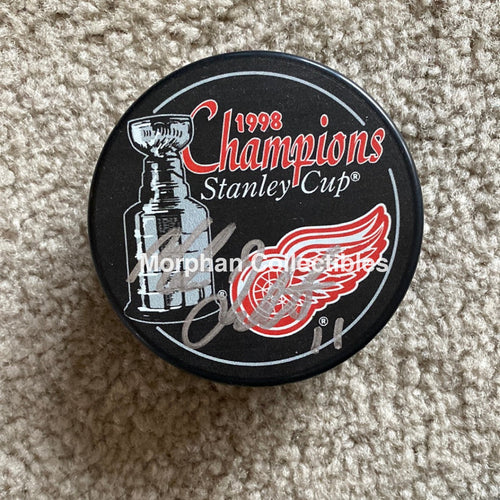 1998
Champions
Stanley Cup®
Morphan Collectibles
®
®
11